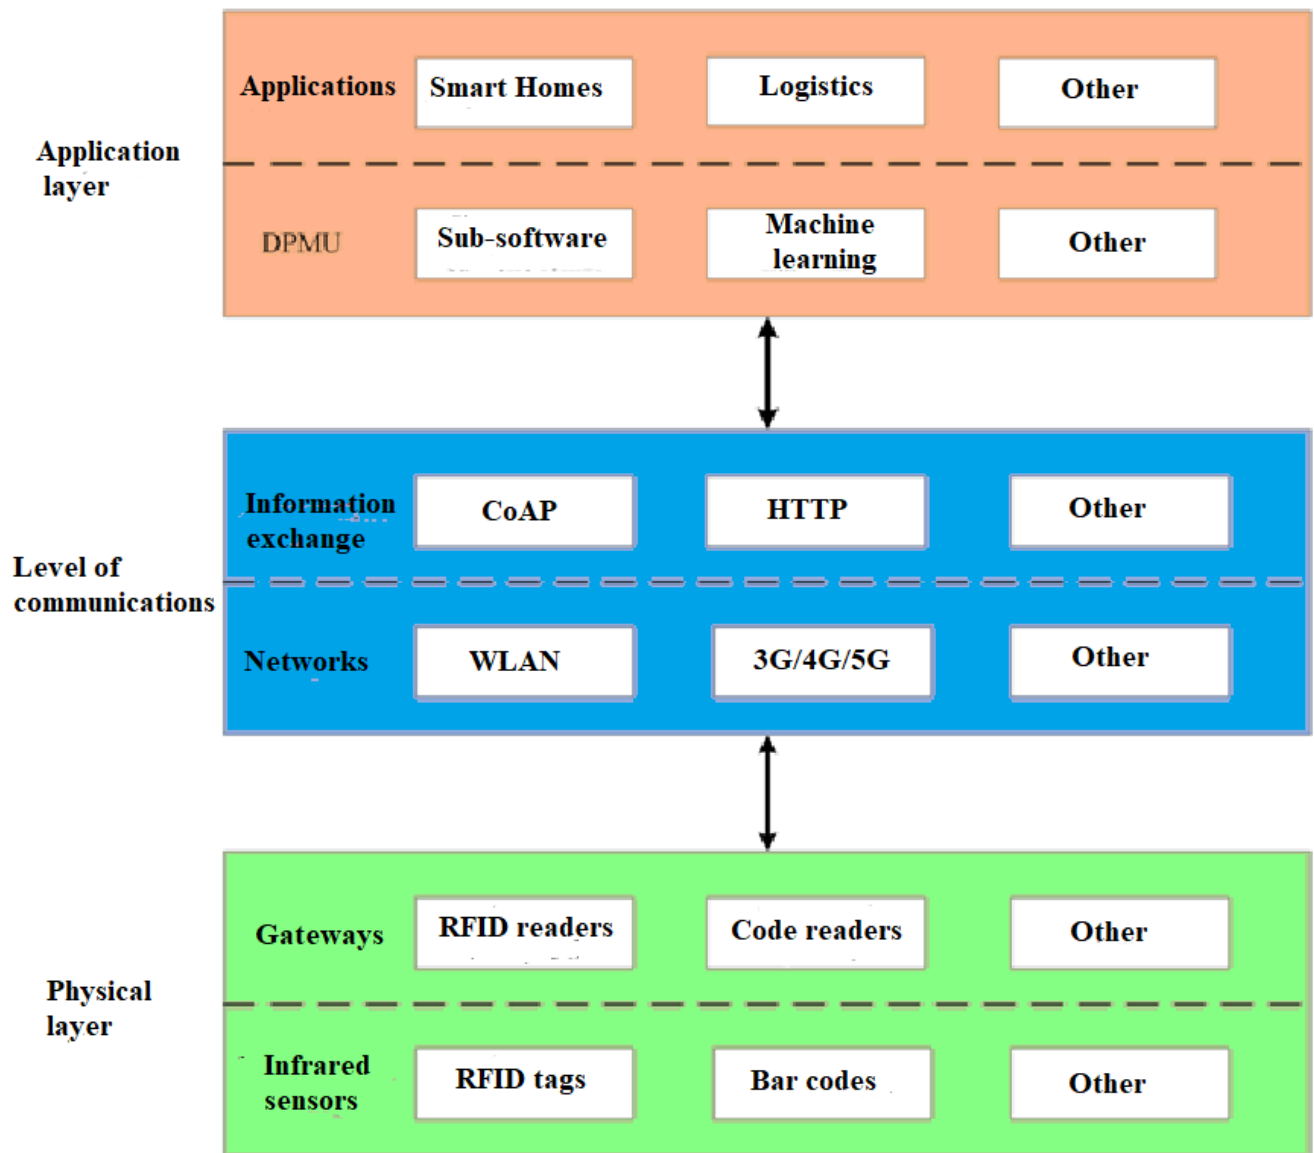 Applications
Smart Homes
Logistics
Other
Application
layer
DPMU
Sub-software
Machine
learning
Other
Information
exchange
CoAP
HTTP
Other
Level of
communications
Networks
WLAN
3G/4G/5G
Other
Gateways
RFID readers
Code readers
Other
Physical
layer
Infrared
sensors
RFID tags
Bar codes
Other